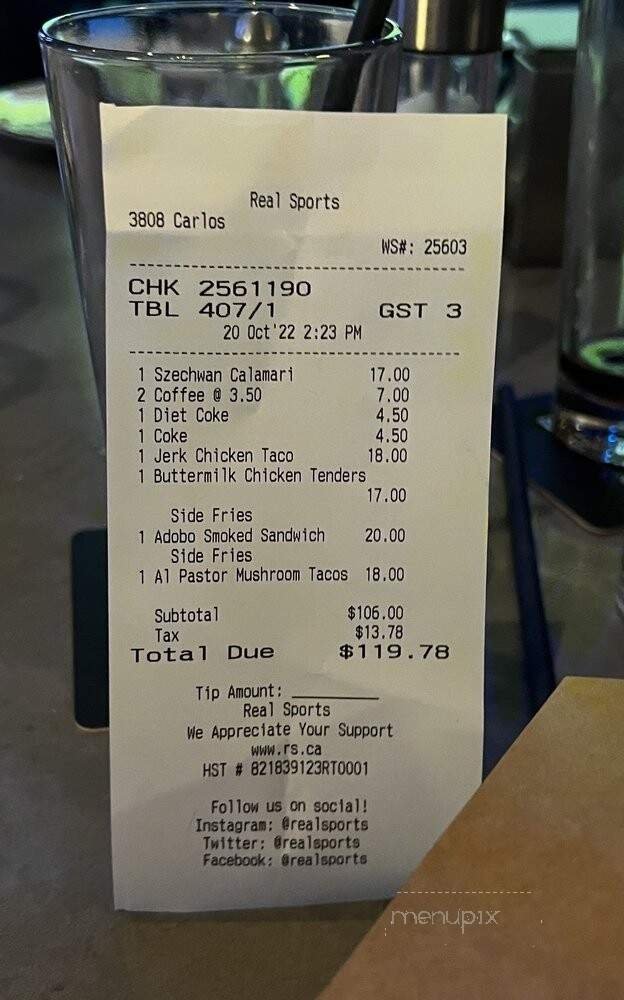 Real Sports
3808 Carlos
WS#: 25603
CHK 2561190
TBL 407/1 GST 3
20 Oct'22 2:23 PM
1 Szechwan Calamari 17.00
2 Coffee @ 3.50 7.00
1 Diet Coke 4.50
1 Coke 4.50
1 Jerk Chicken Taco 18.00
1 Buttermilk Chicken Tenders
17.00
Side Fries
1 Adobo Smoked Sandwich 20.00
Side Fries
1 Al Pastor Mushroom Tacos 18.00
Subtotal $106.00
Tax $13.78
Total Due $119.78
Tip Amount: __________
Real Sports
We Appreciate Your Support
www.rs.ca
HST # 821839123RT0001
Follow us on social!
Instagram: @realsports
Twitter: @realsports
Facebook: @realsports
menupix